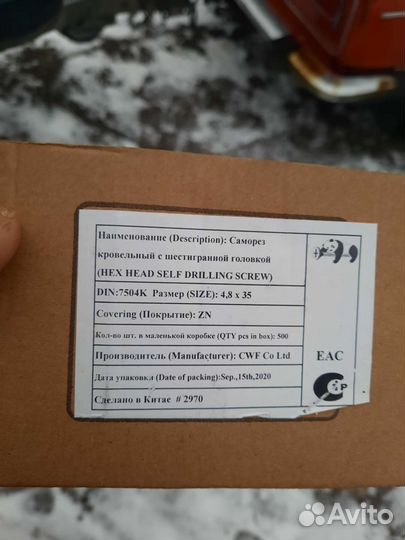 Наименование (Description): Саморез
кровельный с шестигранной головкой
(HEX HEAD SELF DRILLING SCREW)
DIN:7504K Размер (SIZE): 4,8 x 35
Covering (Покрытие): ZN
Кол-во шт. в маленькой коробке (QTY pcs in box): 500
Производитель (Manufacturer): CWF Co Ltd
Дата упаковки (Date of packing):Sep.,15th,2020
Сделано в Китае # 2970
EAC
P
Avito